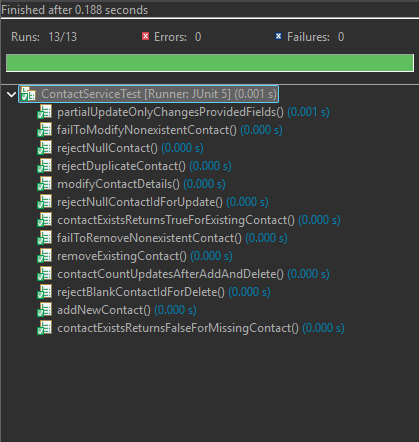 Finished after 0.188 seconds
Runs: 13/13 Errors: 0 Failures: 0
ContactServiceTest [Runner: JUnit 5] (0.001 s)
partialUpdateOnlyChangesProvidedFields() (0.001 s)
failToModifyNonexistentContact() (0.000 s)
rejectNullContact() (0.000 s)
rejectDuplicateContact() (0.000 s)
modifyContactDetails() (0.000 s)
rejectNullContactIdForUpdate() (0.000 s)
contactExistsReturnsTrueForExistingContact() (0.000 s)
failToRemoveNonexistentContact() (0.000 s)
removeExistingContact() (0.000 s)
contactCountUpdatesAfterAddAndDelete() (0.000 s)
rejectBlankContactIdForDelete() (0.000 s)
addNewContact() (0.000 s)
contactExistsReturnsFalseForMissingContact() (0.000 s)